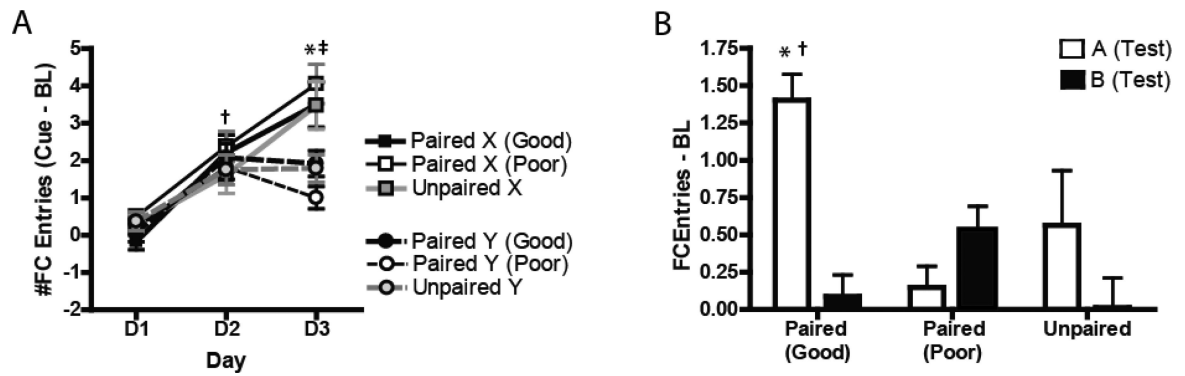 A
#FC Entries (Cue - BL)
5
4
3
2
1
0
-1
-2
*‡
†
D1 D2 D3
Day
Paired X (Good)
Paired X (Poor)
Unpaired X
Paired Y (Good)
Paired Y (Poor)
Unpaired Y
B
FCEntries - BL
1.75
1.50
1.25
1.00
0.75
0.50
0.25
0.00
* †
A (Test)
B (Test)
Paired (Good)
Paired (Poor)
Unpaired